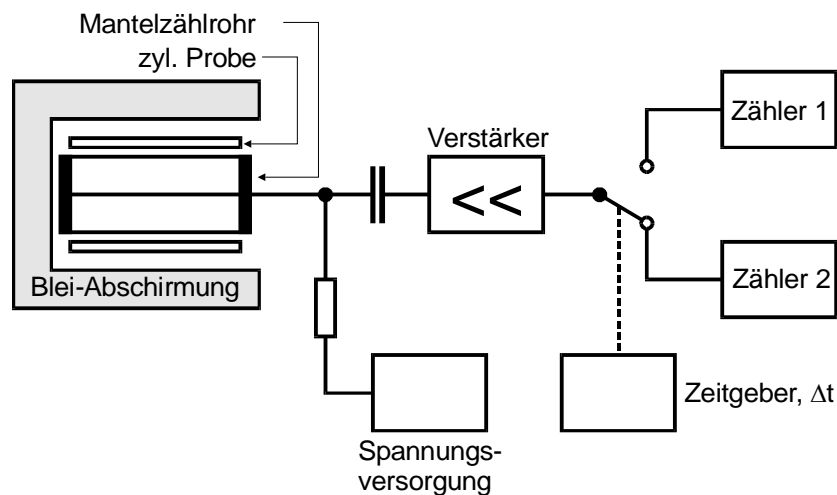 Mantelzählrohr
zyl. Probe
Zähler 1
Verstärker
<<
Blei-Abschirmung
Zähler 2
Zeitgeber, Δt
Spannungs-
versorgung